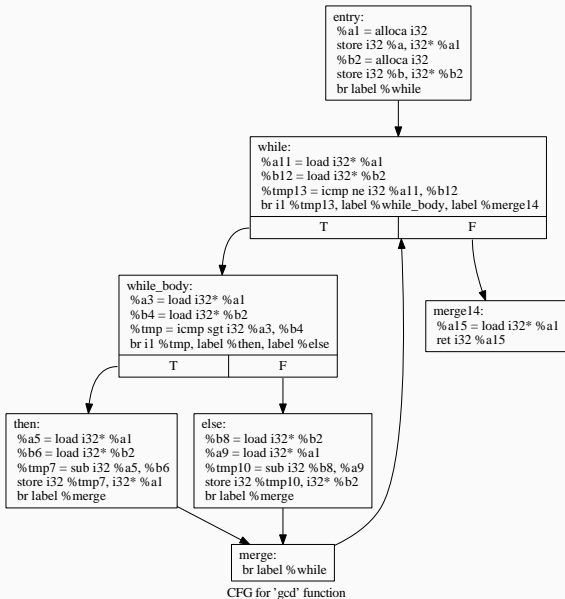 entry:
%a1 = alloca i32
store i32 %a, i32* %a1
%b2 = alloca i32
store i32 %b, i32* %b2
br label %while
while:
%a11 = load i32* %a1
%b12 = load i32* %b2
%tmp13 = icmp ne i32 %a11, %b12
br i1 %tmp13, label %while_body, label %merge14
T
F
while_body:
%a3 = load i32* %a1
%b4 = load i32* %b2
%tmp = icmp sgt i32 %a3, %b4
br i1 %tmp, label %then, label %else
T
F
merge14:
%a15 = load i32* %a1
ret i32 %a15
then:
%a5 = load i32* %a1
%b6 = load i32* %b2
%tmp7 = sub i32 %a5, %b6
store i32 %tmp7, i32* %a1
br label %merge
else:
%b8 = load i32* %b2
%a9 = load i32* %a1
%tmp10 = sub i32 %b8, %a9
store i32 %tmp10, i32* %b2
br label %merge
merge:
br label %while
CFG for 'gcd' function